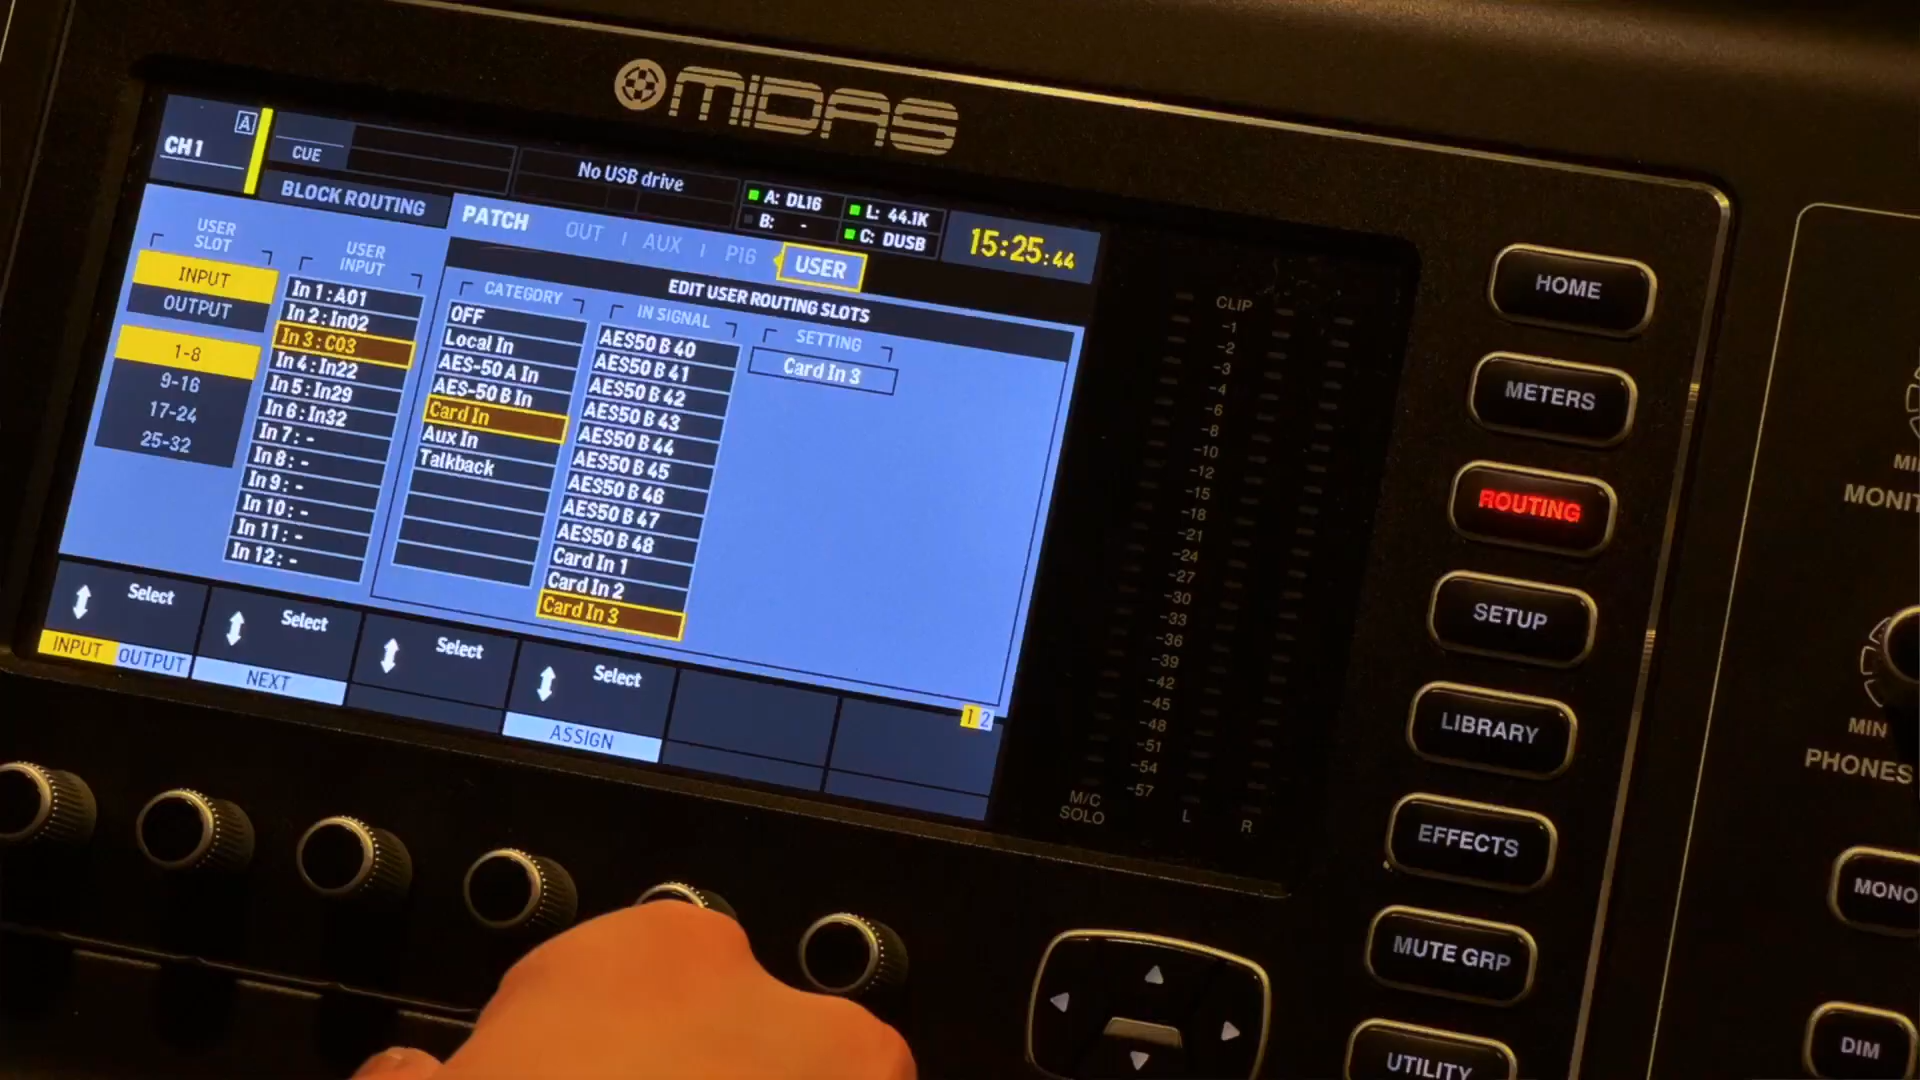 MIDAS
CH1
A
CUE
No USB drive
A: DL16
B: -
L: 44.1K
C: DUSB
15:25:44
BLOCK ROUTING
PATCH
OUT
AUX
P16
USER
EDIT USER ROUTING SLOTS
USER
SLOT
INPUT
OUTPUT
1-8
9-16
17-24
25-32
USER
INPUT
In 1 : A01
In 2 : In02
In 3 : C03
In 4 : In22
In 5 : In29
In 6 : In32
In 7 : -
In 8 : -
In 9 : -
In 10 : -
In 11 : -
In 12 : -
CATEGORY
OFF
Local In
AES-50 A In
AES-50 B In
Card In
Aux In
Talkback
IN SIGNAL
AES50 B 40
AES50 B 41
AES50 B 42
AES50 B 43
AES50 B 44
AES50 B 45
AES50 B 46
AES50 B 47
AES50 B 48
Card In 1
Card In 2
Card In 3
SETTING
Card In 3
Select
INPUT OUTPUT
Select
NEXT
Select
Select
ASSIGN
1 2
CLIP
-1
-2
-3
-4
-6
-8
-10
-12
-15
-18
-21
-24
-27
-30
-33
-36
-39
-42
-45
-48
-51
-54
-57
M/C
SOLO
L
R
HOME
METERS
ROUTING
SETUP
LIBRARY
EFFECTS
MUTE GRP
UTILITY
MIN
PHONES
MONO
DIM